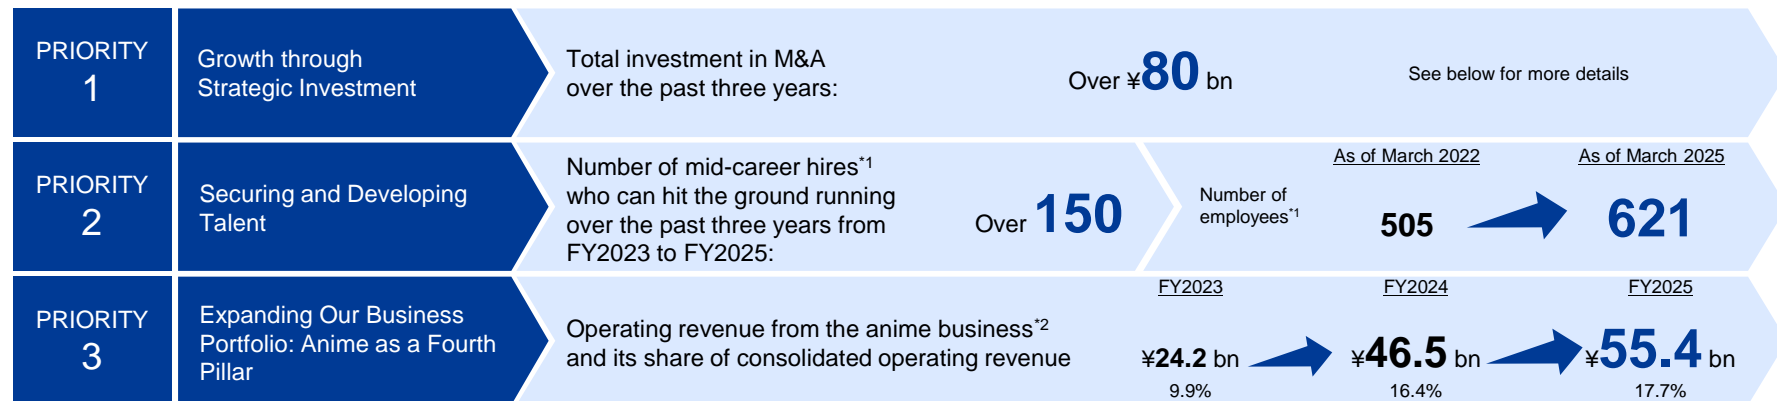 PRIORITY
1
Growth through
Strategic Investment
Total investment in M&A
over the past three years:
Over ¥80 bn
See below for more details
PRIORITY
2
Securing and Developing
Talent
Number of mid-career hires*1
who can hit the ground running
over the past three years from
FY2023 to FY2025:
Over 150
Number of
employees*1
As of March 2022
505
As of March 2025
621
PRIORITY
3
Expanding Our Business
Portfolio: Anime as a Fourth
Pillar
Operating revenue from the anime business*2
and its share of consolidated operating revenue
FY2023
¥24.2 bn
9.9%
FY2024
¥46.5 bn
16.4%
FY2025
¥55.4 bn
17.7%